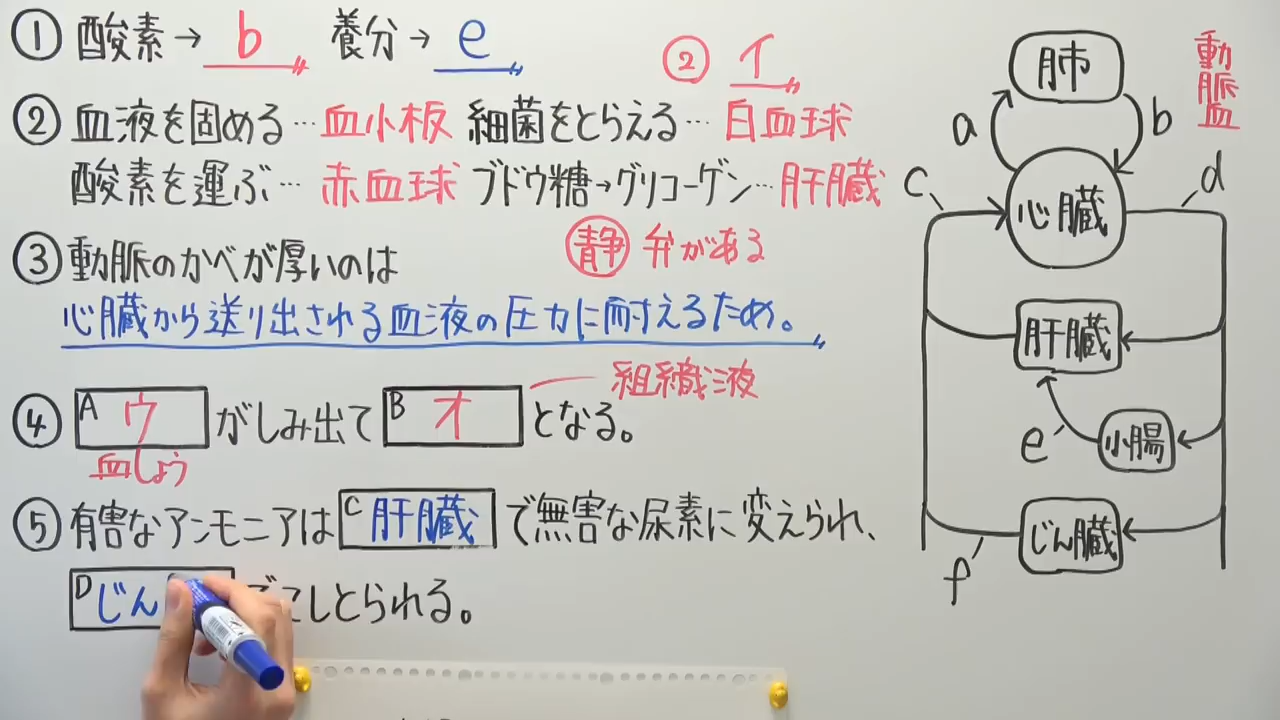 ① 酸素→ b 養分→ e
② イ
② 血液を固める…血小板 細菌をとらえる…白血球
酸素を運ぶ…赤血球 ブドウ糖→グリコーゲン…肝臓
③ 動脈のかべが厚いのは
静 弁がある
心臓から送り出される血液の圧力に耐えるため。
組織液
④ A ウ がしみ出て B オ となる。
血しょう
⑤ 有害なアンモニアは C 肝臓 で無害な尿素に変えられ、
D じん こしとられる。
動脈血
肺
a b
c 心臓 d
肝臓
e 小腸
じん臓
f